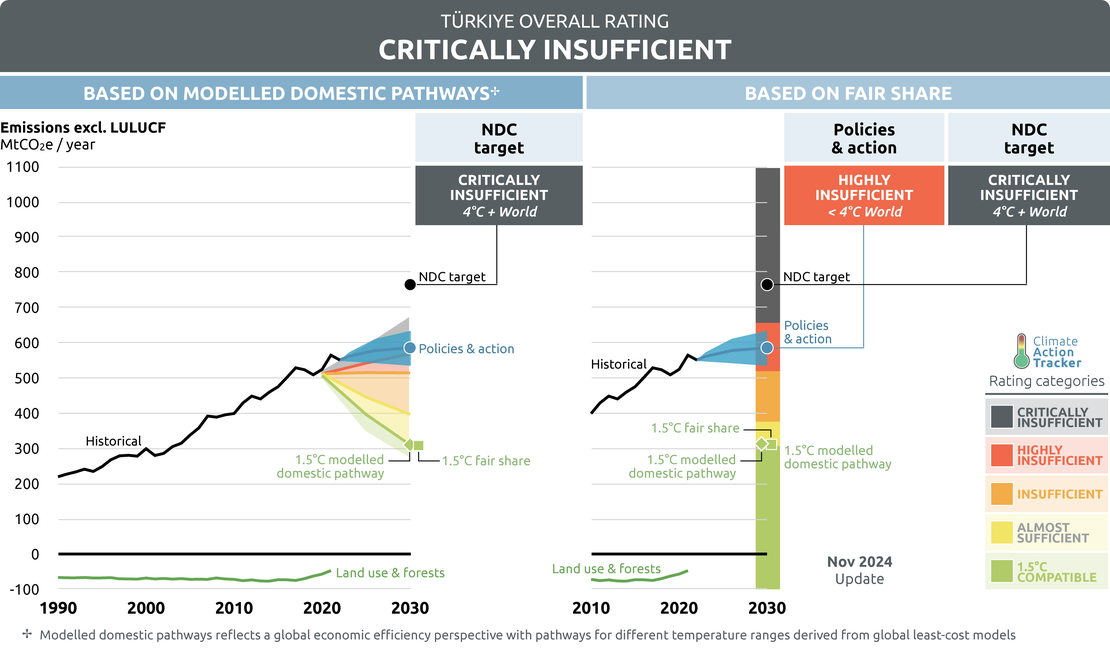 TÜRKIYE OVERALL RATING
CRITICALLY INSUFFICIENT
BASED ON MODELLED DOMESTIC PATHWAYS✢
BASED ON FAIR SHARE
Emissions excl. LULUCF
MtCO₂e / year
NDC
target
CRITICALLY
INSUFFICIENT
4°C + World
1100
1000
900
800
700
600
500
400
300
200
100
0
-100
NDC target
Policies & action
Historical
1.5°C modelled
domestic pathway
1.5°C fair share
Land use & forests
1990
2000
2010
2020
2030
Policies
& action
HIGHLY
INSUFFICIENT
< 4°C World
NDC
target
CRITICALLY
INSUFFICIENT
4°C + World
NDC target
Policies
& action
Historical
1.5°C fair share
1.5°C modelled
domestic pathway
1.5°C modelled
domestic pathway
Land use & forests
2010
2020
2030
Nov 2024
Update
Climate
Action
Tracker
Rating categories
CRITICALLY
INSUFFICIENT
HIGHLY
INSUFFICIENT
INSUFFICIENT
ALMOST
SUFFICIENT
1.5°C
COMPATIBLE
✢ Modelled domestic pathways reflects a global economic efficiency perspective with pathways for different temperature ranges derived from global least-cost models